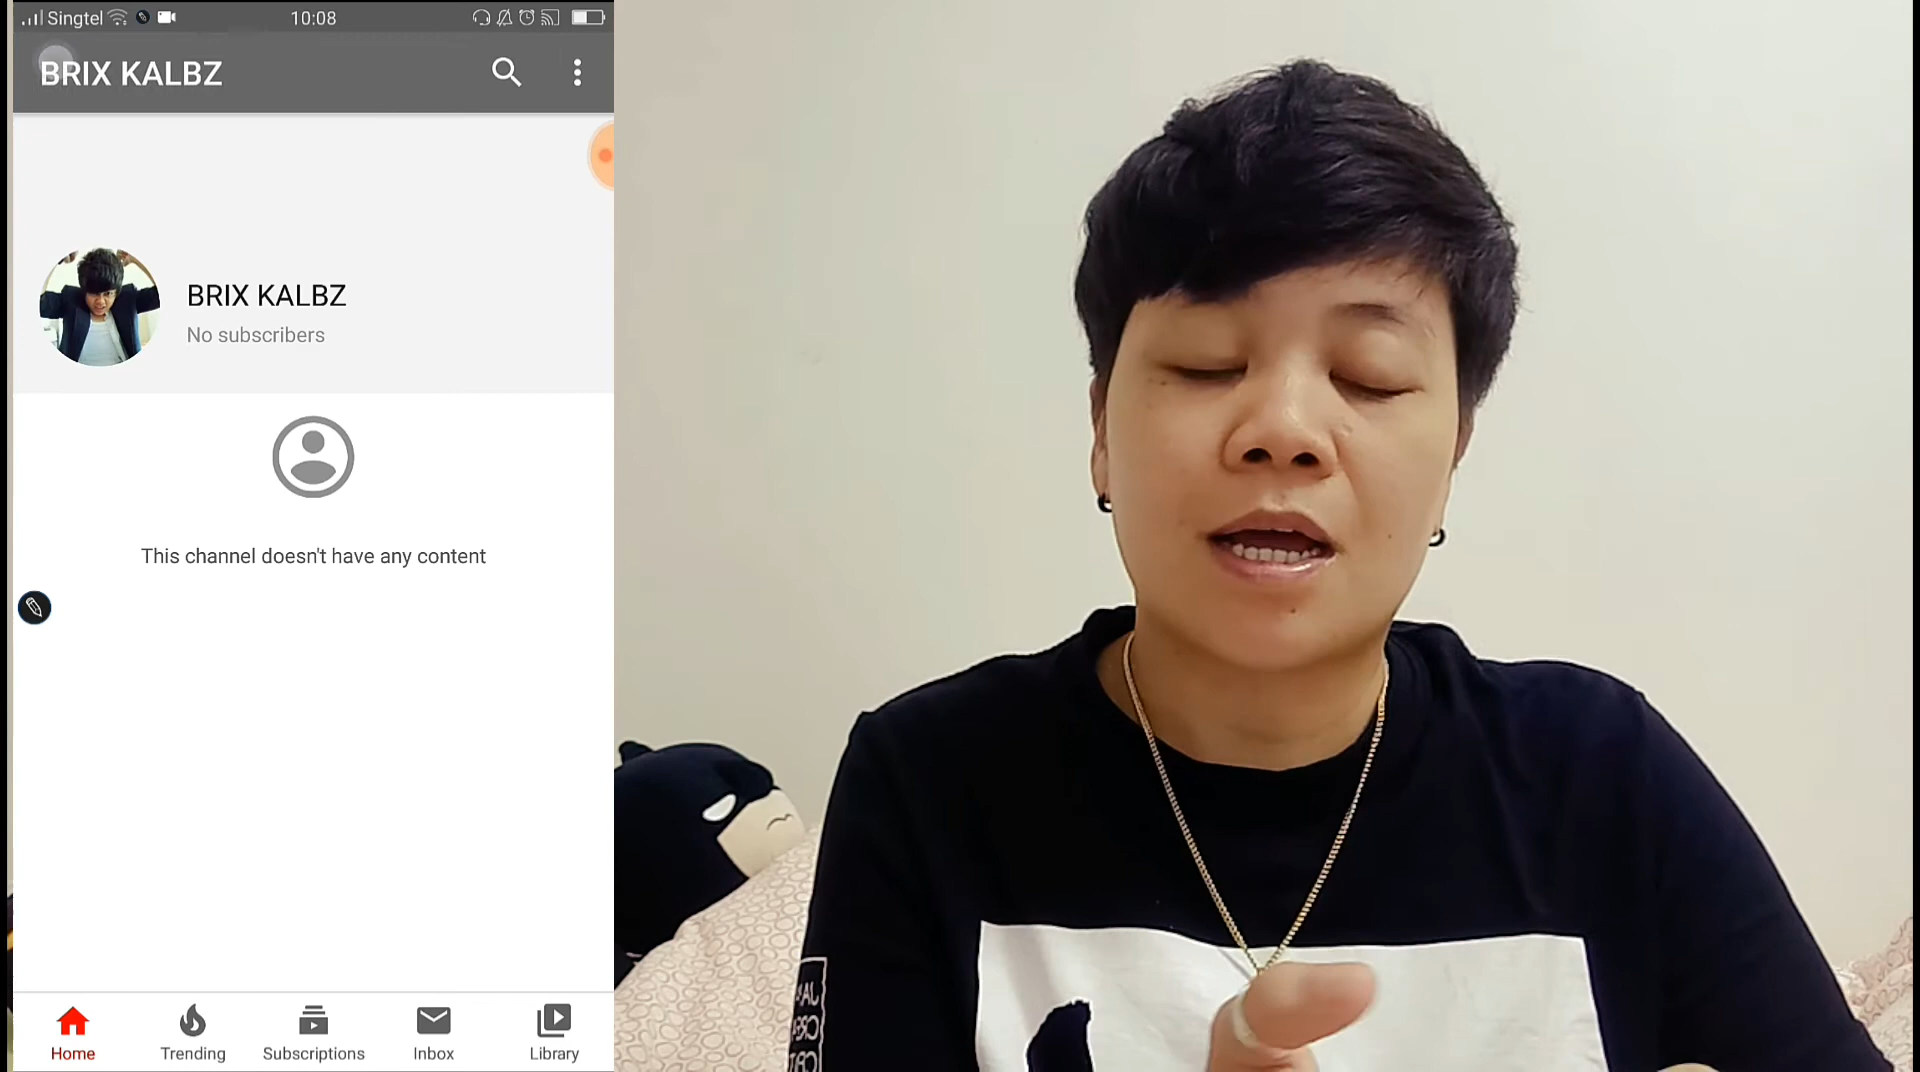 Singtel
10:08
BRIX KALBZ
BRIX KALBZ
No subscribers
This channel doesn't have any content
Home
Trending
Subscriptions
Inbox
Library